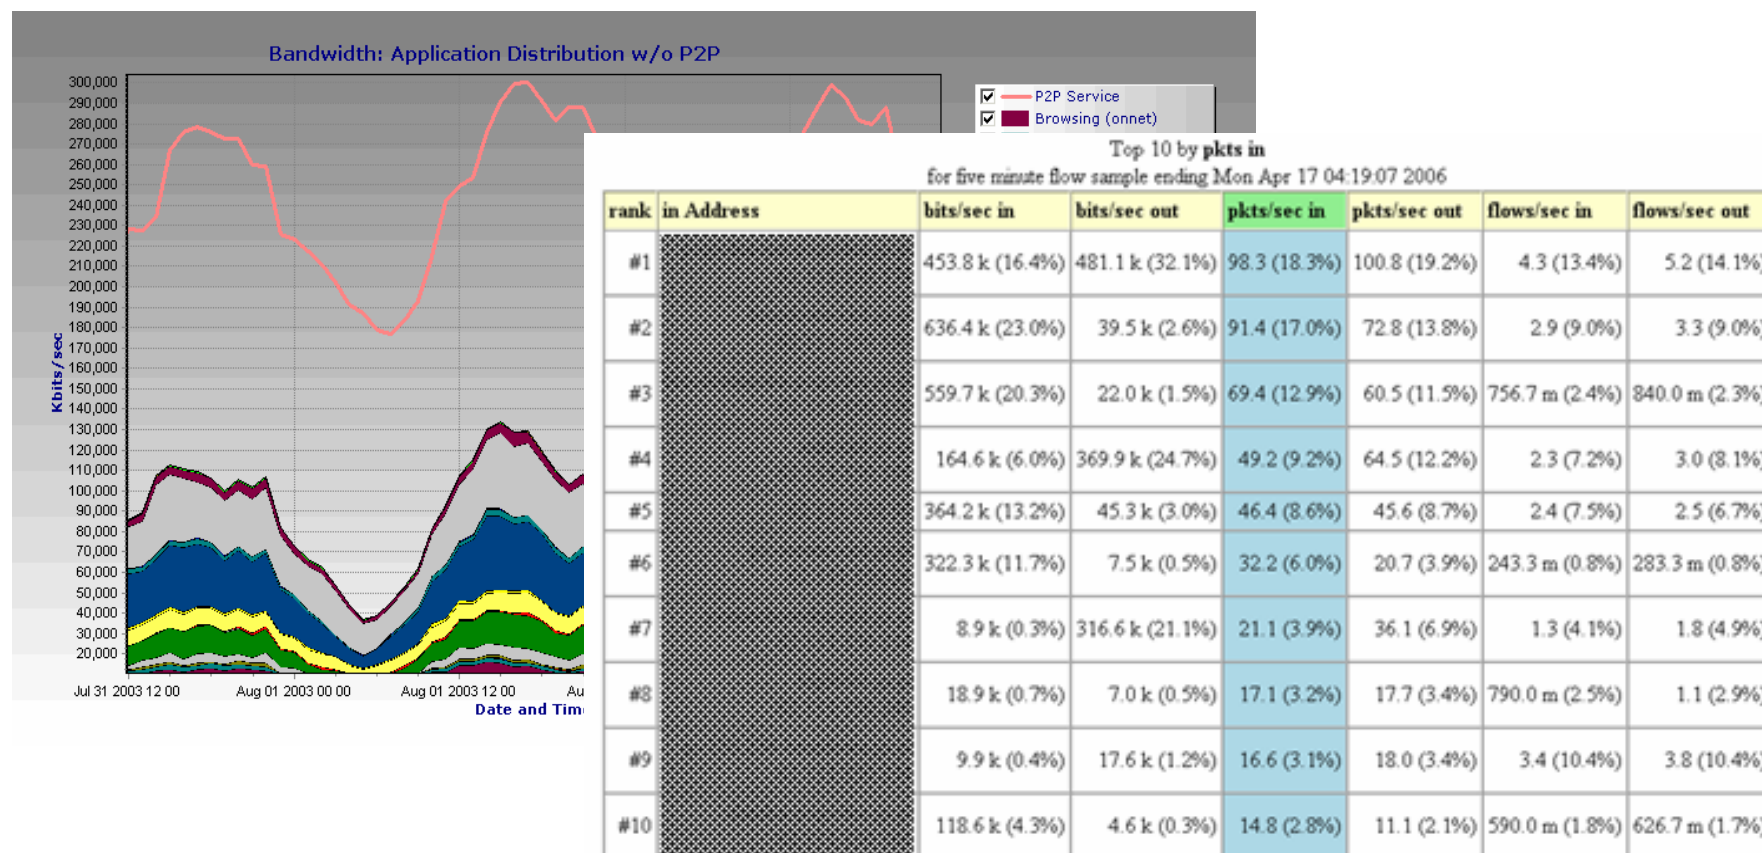 Bandwidth: Application Distribution w/o P2P
300,000
290,000
280,000
270,000
260,000
250,000
240,000
230,000
220,000
210,000
200,000
190,000
180,000
170,000
160,000
150,000
140,000
130,000
120,000
110,000
100,000
90,000
80,000
70,000
60,000
50,000
40,000
30,000
20,000
Kbits/sec
Jul 31 2003 12 00 Aug 01 2003 00 00 Aug 01 2003 12 00 Au
Date and Tim
P2P Service
Browsing (onnet)
Top 10 by pkts in
for five minute flow sample ending Mon Apr 17 04:19:07 2006
rank in Address bits/sec in bits/sec out pkts/sec in pkts/sec out flows/sec in flows/sec out
#1 453.8 k (16.4%) 481.1 k (32.1%) 98.3 (18.3%) 100.8 (19.2%) 4.3 (13.4%) 5.2 (14.1%)
#2 636.4 k (23.0%) 39.5 k (2.6%) 91.4 (17.0%) 72.8 (13.8%) 2.9 (9.0%) 3.3 (9.0%)
#3 559.7 k (20.3%) 22.0 k (1.5%) 69.4 (12.9%) 60.5 (11.5%) 756.7 m (2.4%) 840.0 m (2.3%)
#4 164.6 k (6.0%) 369.9 k (24.7%) 49.2 (9.2%) 64.5 (12.2%) 2.3 (7.2%) 3.0 (8.1%)
#5 364.2 k (13.2%) 45.3 k (3.0%) 46.4 (8.6%) 45.6 (8.7%) 2.4 (7.5%) 2.5 (6.7%)
#6 322.3 k (11.7%) 7.5 k (0.5%) 32.2 (6.0%) 20.7 (3.9%) 243.3 m (0.8%) 283.3 m (0.8%)
#7 8.9 k (0.3%) 316.6 k (21.1%) 21.1 (3.9%) 36.1 (6.9%) 1.3 (4.1%) 1.8 (4.9%)
#8 18.9 k (0.7%) 7.0 k (0.5%) 17.1 (3.2%) 17.7 (3.4%) 790.0 m (2.5%) 1.1 (2.9%)
#9 9.9 k (0.4%) 17.6 k (1.2%) 16.6 (3.1%) 18.0 (3.4%) 3.4 (10.4%) 3.8 (10.4%)
#10 118.6 k (4.3%) 4.6 k (0.3%) 14.8 (2.8%) 11.1 (2.1%) 590.0 m (1.8%) 626.7 m (1.7%)